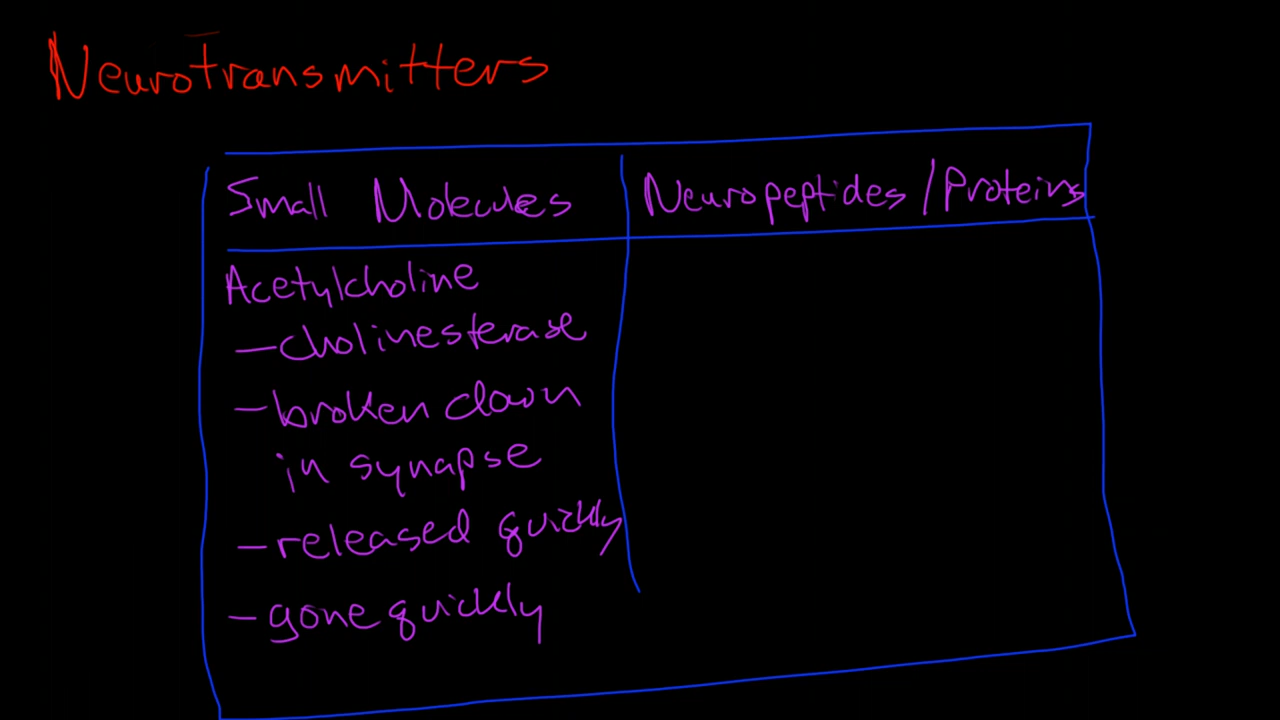 Neurotransmitters
Small Molecules
Neuropeptides/Proteins
Acetylcholine
-cholinesterase
-broken down
in synapse
-released quickly
-gone quickly